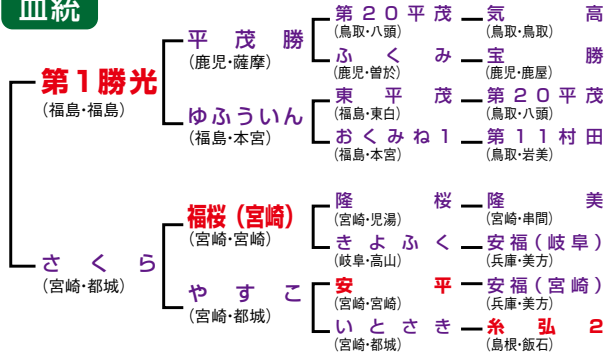 血統
第1勝光
(福島・福島)
平茂勝
(鹿児・薩摩)
第20平茂
(鳥取・八頭)
気高
(鳥取・鳥取)
ふくみ
(鹿児・曽於)
宝勝
(鹿児・鹿屋)
ゆふういん
(福島・本宮)
東平茂
(福島・東白)
第20平茂
(鳥取・八頭)
おくみね1
(福島・本宮)
第11村田
(鳥取・岩美)
さくら
(宮崎・都城)
福桜(宮崎)
(宮崎・宮崎)
隆桜
(宮崎・児湯)
隆美
(宮崎・串間)
きよふく
(岐阜・高山)
安福(岐阜)
(兵庫・美方)
やすこ
(宮崎・都城)
安平
(宮崎・宮崎)
安福(宮崎)
(兵庫・美方)
いとさき
(宮崎・都城)
糸弘2
(島根・飯石)